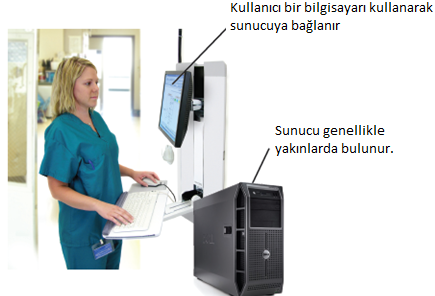 Kullanıcı bir bilgisayarı kullanarak
sunucuya bağlanır
Sunucu genellikle
yakınlarda bulunur.